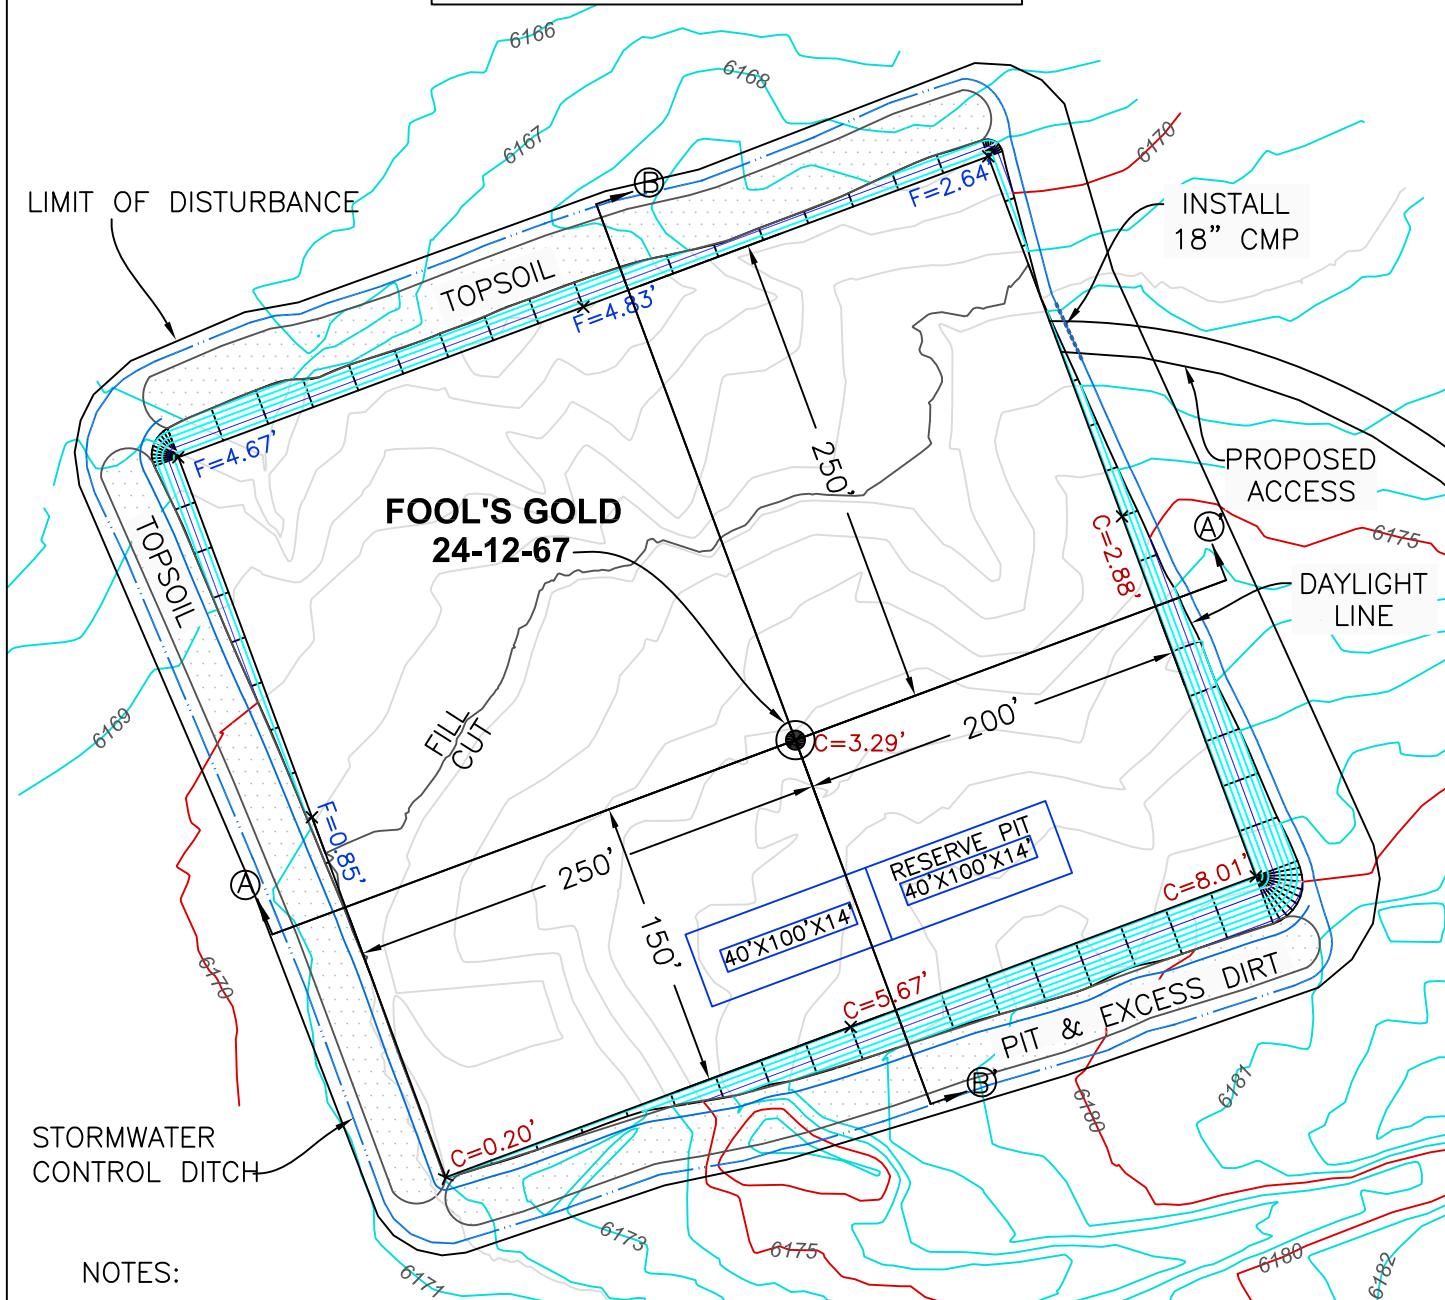 6166
6168
6167
6170
LIMIT OF DISTURBANCE
B
INSTALL
18” CMP
F=2.64'
TOPSOIL
F=4.83'
F=4.67'
250'
PROPOSED
ACCESS
FOOL'S GOLD
24-12-67
TOPSOIL
C=2.88'
A'
6175
DAYLIGHT
LINE
6169
FILL
CUT
C=3.29'
200'
F=0.85'
250'
RESERVE PIT
40'X100'X14'
40'X100'X14'
C=8.01'
A
150'
6170
C=5.67'
PIT & EXCESS DIRT
B'
6181
6180
STORMWATER
CONTROL DITCH
C=0.20'
6173
6175
6180
6182
6171
NOTES: